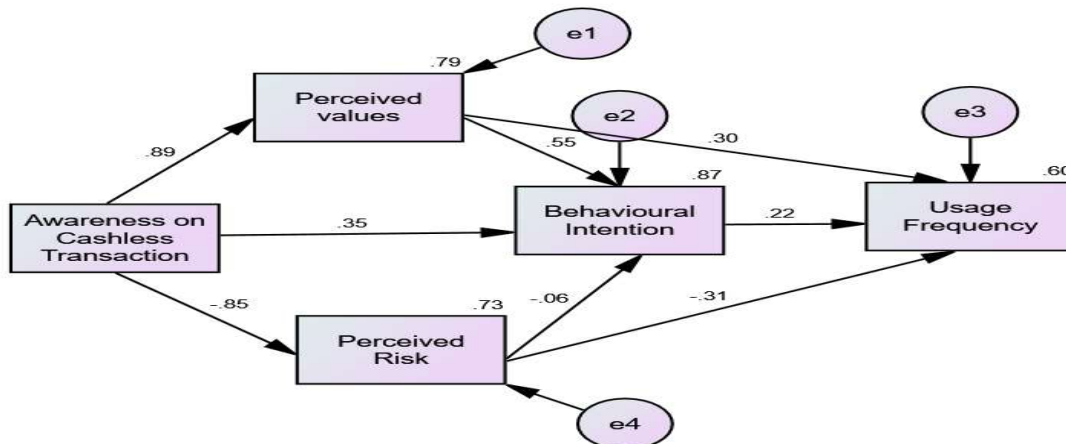 e1
.79
Perceived
values
e2
e3
.89
.55
.30
.87
.60
Awareness on
Cashless
Transaction
.35
Behavioural
Intention
.22
Usage
Frequency
-.85
.73
-.06
-.31
Perceived
Risk
e4